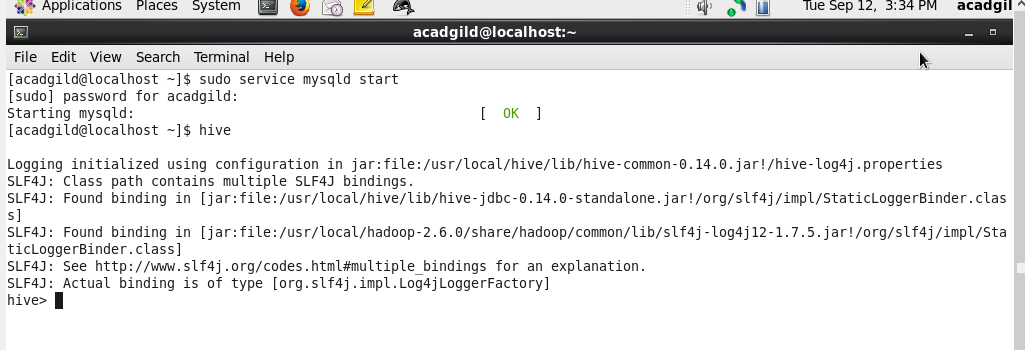 Applications Places System Tue Sep 12, 3:34 PM acadgil
acadgild@localhost:~
File Edit View Search Terminal Help
[acadgild@localhost ~]$ sudo service mysqld start
[sudo] password for acadgild:
Starting mysqld: [ OK ]
[acadgild@localhost ~]$ hive
Logging initialized using configuration in jar:file:/usr/local/hive/lib/hive-common-0.14.0.jar!/hive-log4j.properties
SLF4J: Class path contains multiple SLF4J bindings.
SLF4J: Found binding in [jar:file:/usr/local/hive/lib/hive-jdbc-0.14.0-standalone.jar!/org/slf4j/impl/StaticLoggerBinder.clas
s]
SLF4J: Found binding in [jar:file:/usr/local/hadoop-2.6.0/share/hadoop/common/lib/slf4j-log4j12-1.7.5.jar!/org/slf4j/impl/Sta
ticLoggerBinder.class]
SLF4J: See http://www.slf4j.org/codes.html#multiple_bindings for an explanation.
SLF4J: Actual binding is of type [org.slf4j.impl.Log4jLoggerFactory]
hive>